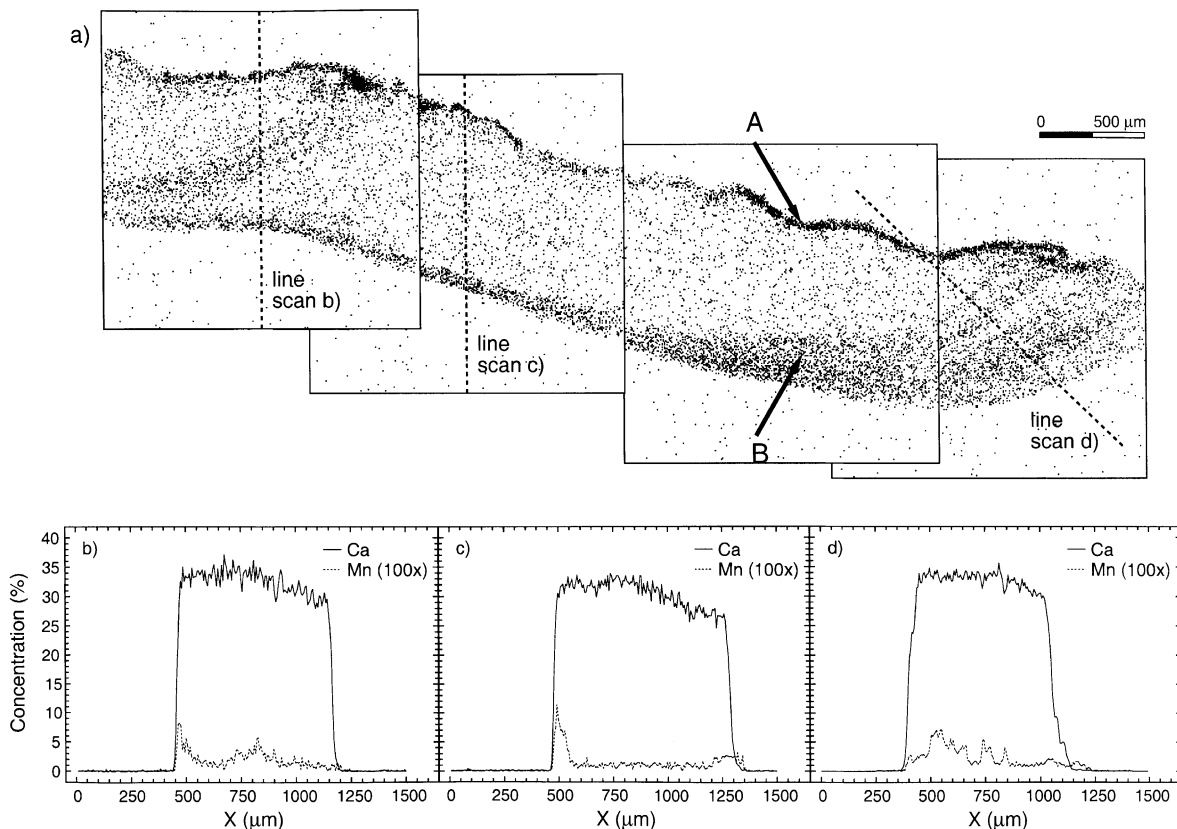 a)
A
0 500 μm
line
scan b)
line
scan c)
B
line
scan d)
Concentration (%)
40
35
30
25
20
15
10
5
0
b)
Ca
Mn (100x)
c)
Ca
Mn (100x)
d)
Ca
Mn (100x)
0 250 500 750 1000 1250 1500
0 250 500 750 1000 1250 1500
0 250 500 750 1000 1250 1500
X (μm)
X (μm)
X (μm)